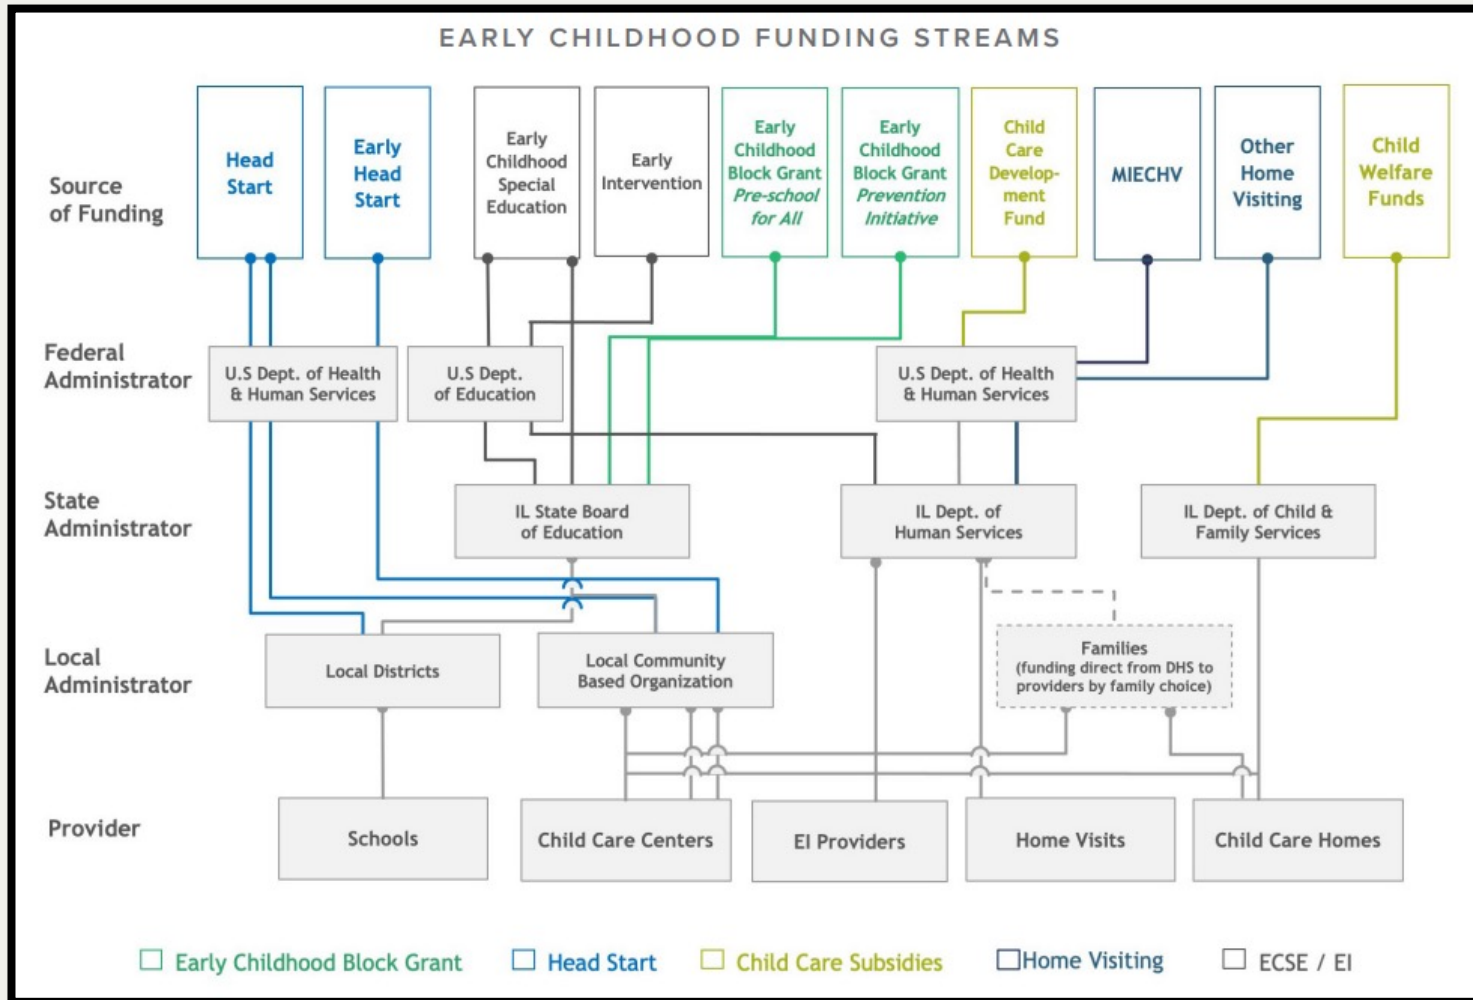 EARLY CHILDHOOD FUNDING STREAMS
Source
of Funding
Head
Start
Early
Head
Start
Early
Childhood
Special
Education
Early
Intervention
Early
Childhood
Block Grant
Pre-school
for All
Early
Childhood
Block Grant
Prevention
Initiative
Child
Care
Develop-
ment
Fund
MIECHV
Other
Home
Visiting
Child
Welfare
Funds
Federal
Administrator
U.S Dept. of Health
& Human Services
U.S Dept.
of Education
U.S Dept. of Health
& Human Services
State
Administrator
IL State Board
of Education
IL Dept. of
Human Services
IL Dept. of Child &
Family Services
Local
Administrator
Local Districts
Local Community
Based Organization
Families
(funding direct from DHS to
providers by family choice)
Provider
Schools
Child Care Centers
EI Providers
Home Visits
Child Care Homes
Early Childhood Block Grant
Head Start
Child Care Subsidies
Home Visiting
ECSE / EI